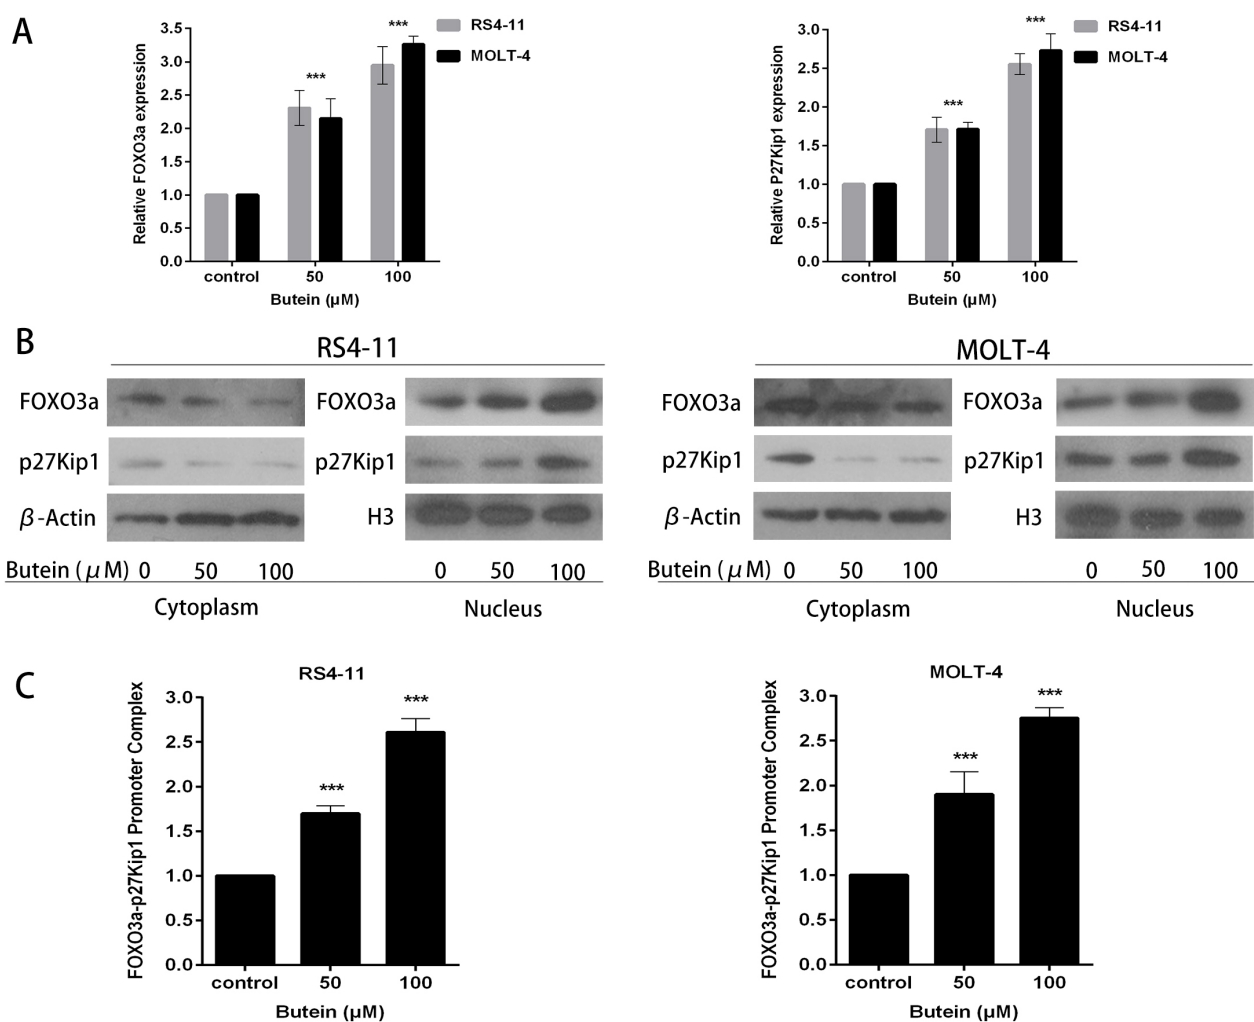 A
Relative FOXO3a expression
3.5
3.0
2.5
2.0
1.5
1.0
0.5
0.0
***
***
RS4-11
MOLT-4
control 50 100
Butein (μM)
Relative P27Kip1 expression
3.0
2.5
2.0
1.5
1.0
0.5
0.0
***
***
RS4-11
MOLT-4
control 50 100
Butein (μM)
B
RS4-11
FOXO3a FOXO3a
p27Kip1 p27Kip1
β-Actin H3
Butein (μM) 0 50 100 0 50 100
Cytoplasm Nucleus
MOLT-4
FOXO3a FOXO3a
p27Kip1 p27Kip1
β-Actin H3
Butein (μM) 0 50 100 0 50 100
Cytoplasm Nucleus
C
RS4-11
FOXO3a-p27Kip1 Promoter Complex
3.0
2.5
2.0
1.5
1.0
0.5
0.0
***
***
control 50 100
Butein (μM)
MOLT-4
FOXO3a-p27Kip1 Promoter Complex
3.0
2.5
2.0
1.5
1.0
0.5
0.0
***
***
control 50 100
Butein (μM)